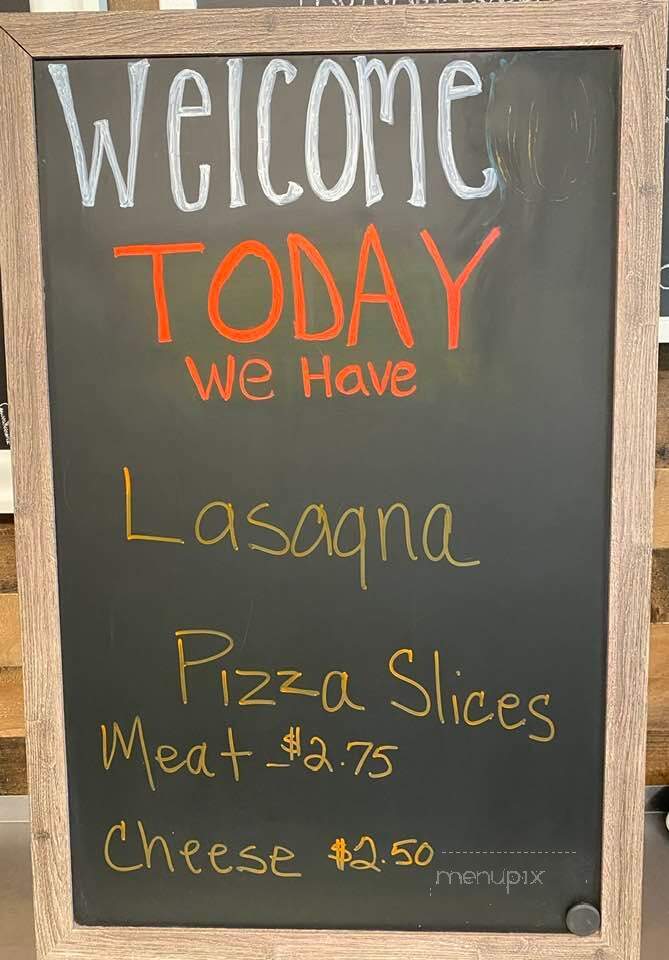 Welcome
TODAY
We Have
Lasagna
Pizza Slices
Meat - $2.75
Cheese $2.50
menupix